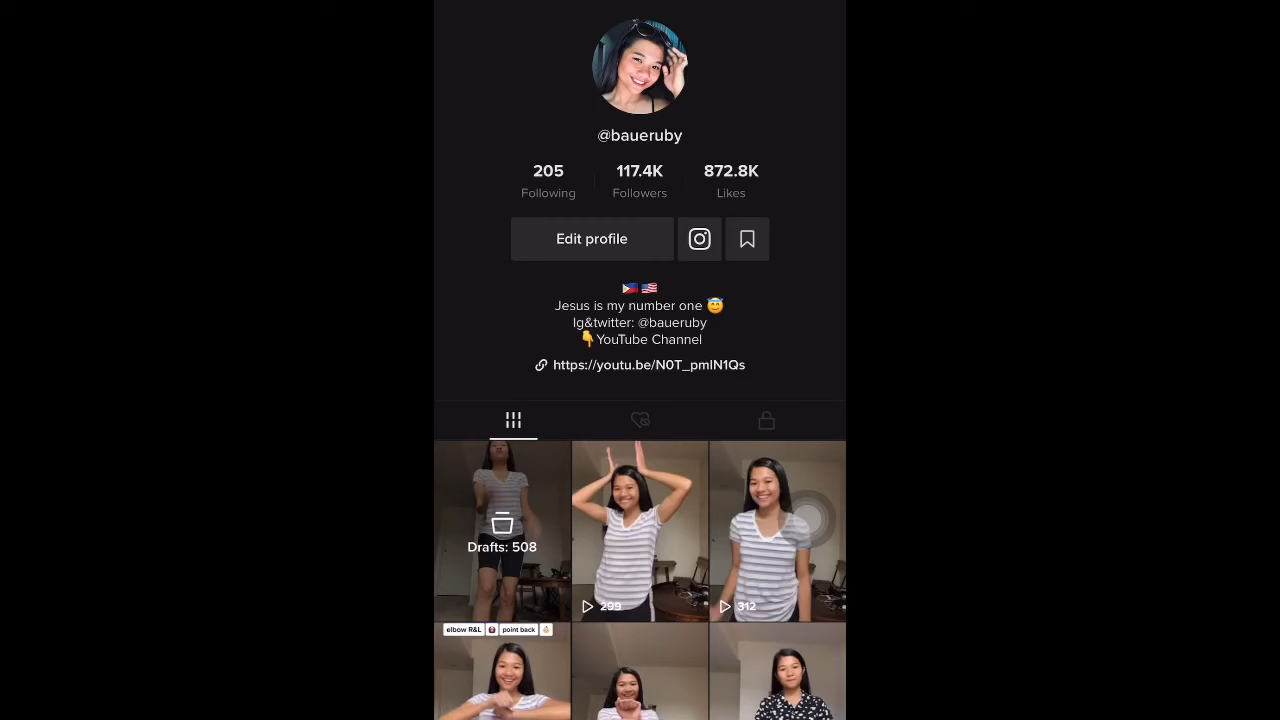 @baueruby
205 117.4K 872.8K
Following Followers Likes
Edit profile
Jesus is my number one
Ig&twitter: @baueruby
YouTube Channel
https://youtu.be/N0T_pmlN1Qs
Drafts: 508
299
312
elbow R&L point back